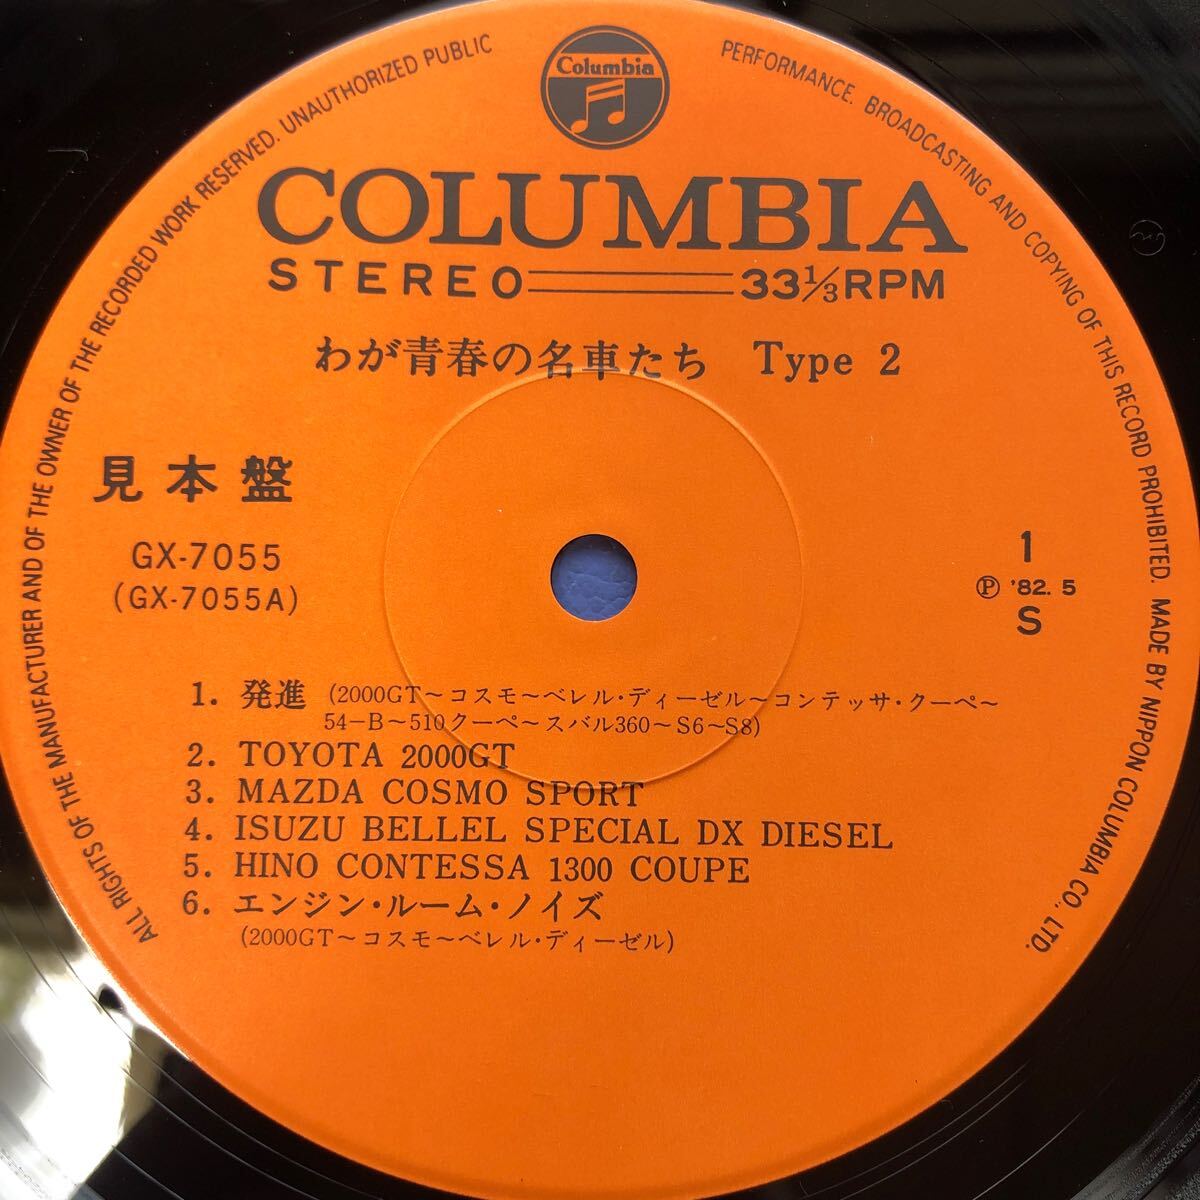 Columbia
COLUMBIA
STEREO 33⅓RPM
わが青春の名車たち Type 2
見本盤
GX-7055
(GX-7055A)
1
Ⓟ '82. 5
S
1. 発進 (2000GT～コスモ～ベレル・ディーゼル～コンテッサ・クーペ～
54−B～510クーペ～スバル360～S6～S8)
2. TOYOTA 2000GT
3. MAZDA COSMO SPORT
4. ISUZU BELLEL SPECIAL DX DIESEL
5. HINO CONTESSA 1300 COUPE
6. エンジン・ルーム・ノイズ
(2000GT～コスモ～ベレル・ディーゼル)
ALL RIGHTS OF THE MANUFACTURER AND OF THE OWNER OF THE RECORDED WORK RESERVED. UNAUTHORIZED PUBLIC PERFORMANCE. BROADCASTING AND COPYING OF THIS RECORD PROHIBITED. MADE BY NIPPON COLUMBIA CO., LTD.